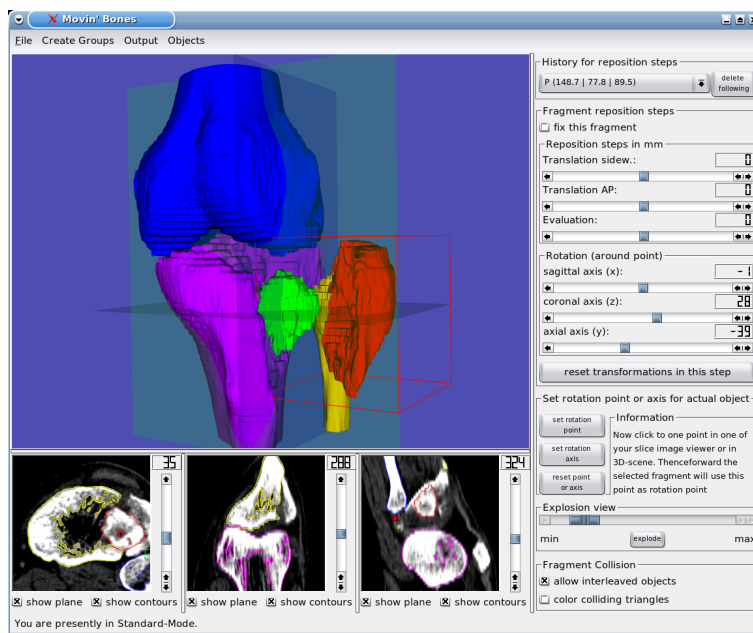 Movin' Bones
File Create Groups Output Objects
History for reposition steps
P (148.7 | 77.8 | 89.5)
delete
following
Fragment reposition steps
fix this fragment
Reposition steps in mm
Translation sidew.: 0
Translation AP: 0
Evaluation: 0
Rotation (around point)
sagittal axis (x): -1
coronal axis (z): 28
axial axis (y): -39
reset transformations in this step
Set rotation point or axis for actual object
set rotation
point
set rotation
axis
reset point
or axis
Information
Now click to one point in one of
your slice image viewer or in
3D-scene. Thenceforward the
selected fragment will use this
point as rotation point
Explosion view
min explode max
Fragment Collision
allow interleaved objects
color colliding triangles
35 288 324
show plane show contours show plane show contours show plane show contours
You are presently in Standard-Mode.